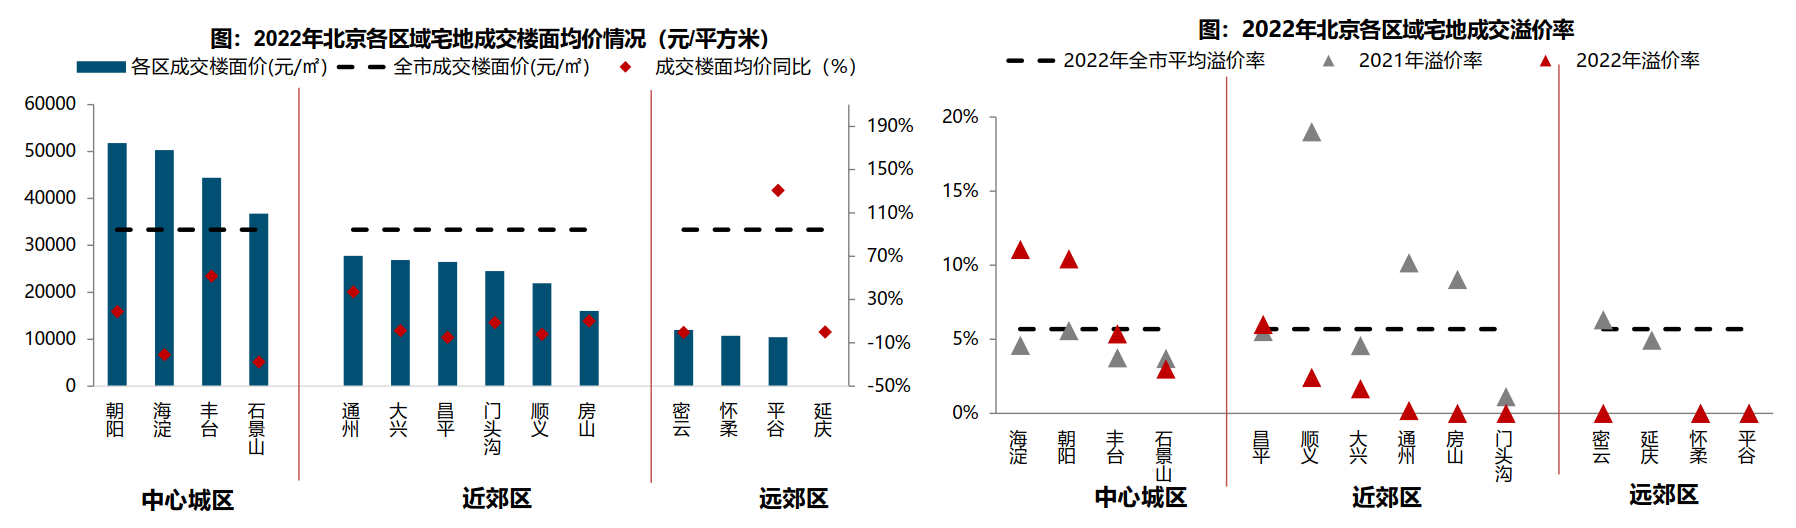 图：2022年北京各区域宅地成交楼面均价情况（元/平方米）
各区成交楼面价(元/㎡)
全市成交楼面价(元/㎡)
成交楼面均价同比（%）
60000
50000
40000
30000
20000
10000
0
190%
150%
110%
70%
30%
-10%
-50%
朝阳
海淀
丰台
石景山
通州
大兴
昌平
门头沟
顺义
房山
密云
怀柔
平谷
延庆
中心城区
近郊区
远郊区
图：2022年北京各区域宅地成交溢价率
2022年全市平均溢价率
2021年溢价率
2022年溢价率
20%
15%
10%
5%
0%
海淀
朝阳
丰台
石景山
昌平
顺义
大兴
通州
房山
门头沟
密云
延庆
怀柔
平谷
中心城区
近郊区
远郊区